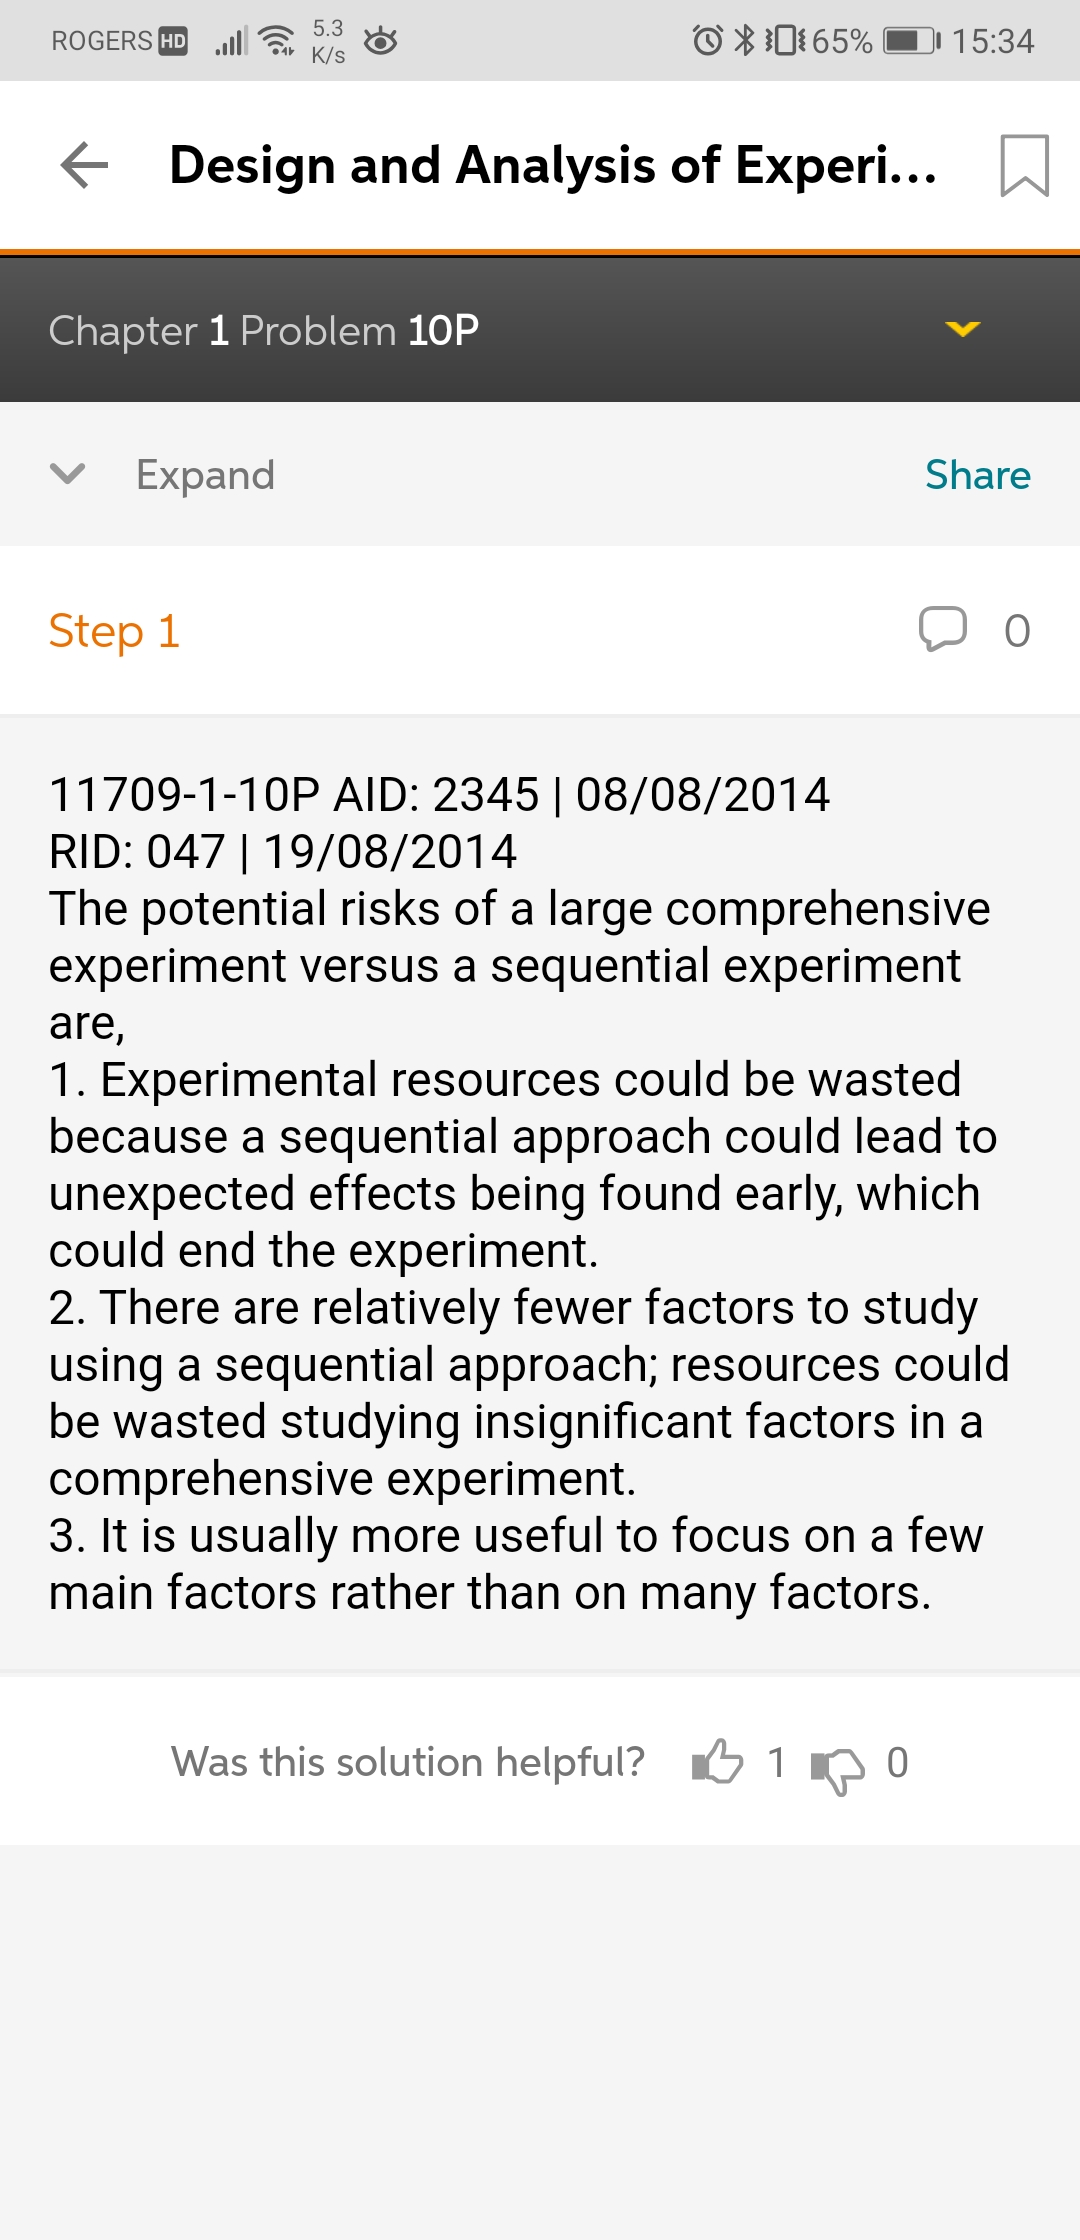 ROGERS HD 5.3 K/s 65% 15:34
Design and Analysis of Experi...
Chapter 1 Problem 10P
Expand Share
Step 1 0
11709-1-10P AID: 2345 | 08/08/2014
RID: 047 | 19/08/2014
The potential risks of a large comprehensive
experiment versus a sequential experiment
are,
1. Experimental resources could be wasted
because a sequential approach could lead to
unexpected effects being found early, which
could end the experiment.
2. There are relatively fewer factors to study
using a sequential approach; resources could
be wasted studying insignificant factors in a
comprehensive experiment.
3. It is usually more useful to focus on a few
main factors rather than on many factors.
Was this solution helpful? 1 0